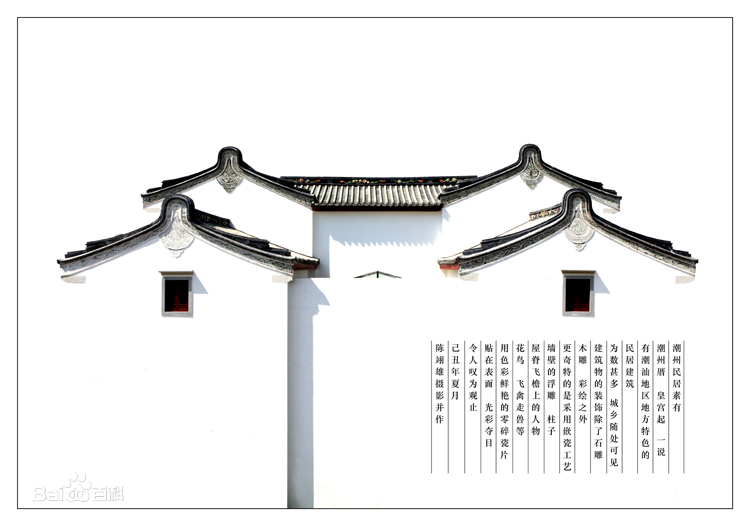 潮州民居素有
潮州厝 皇宫起 一说
有潮汕地区地方特色的
民居建筑
为数甚多 城乡随处可见
建筑物的装饰除了石雕
木雕 彩绘之外
更奇特的是采用嵌瓷工艺
墙壁的浮雕 柱子
屋脊飞檐上的人物
花鸟 飞禽走兽等
用色彩鲜艳的零碎瓷片
贴在表面 光彩夺目
令人叹为观止
己丑年夏月
陈翊雄摄影并作
Bai百科